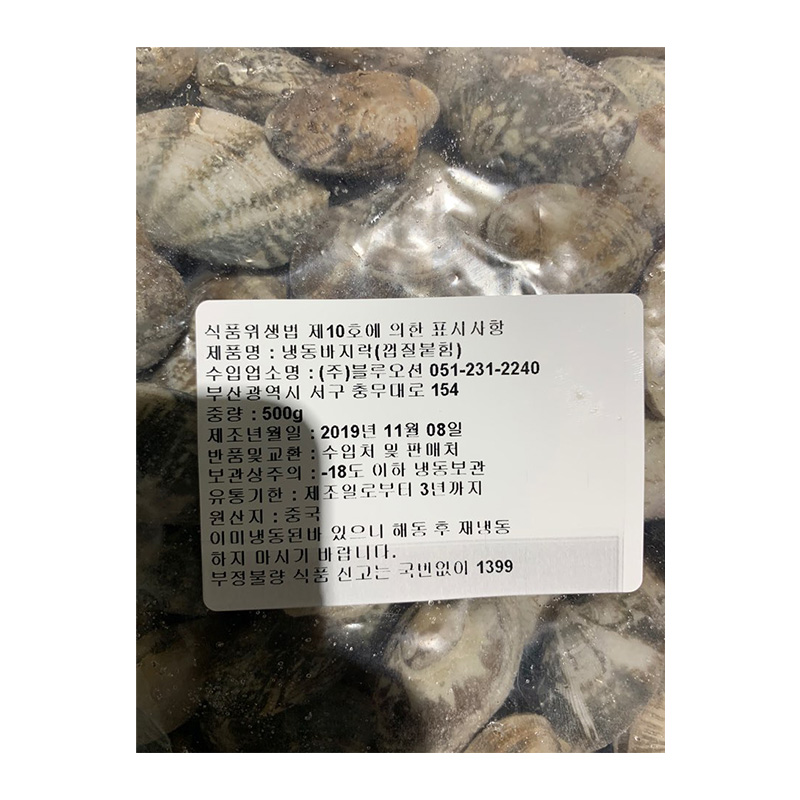 식품위생법 제10호에 의한 표시사항
제품명 : 냉동바지락(껍질붙힘)
수입업소명 : (주)블루오션 051-231-2240
부산광역시 서구 충무대로 154
중량 : 500g
제조년월일 : 2019년 11월 08일
반품및교환 : 수입처 및 판매처
보관상주의 : -18도 이하 냉동보관
유통기한 : 제조일로부터 3년까지
원산지 : 중국
이미냉동된바 있으니 해동 후 재냉동
하지 마시기 바랍니다.
부정불량 식품 신고는 국번없이 1399